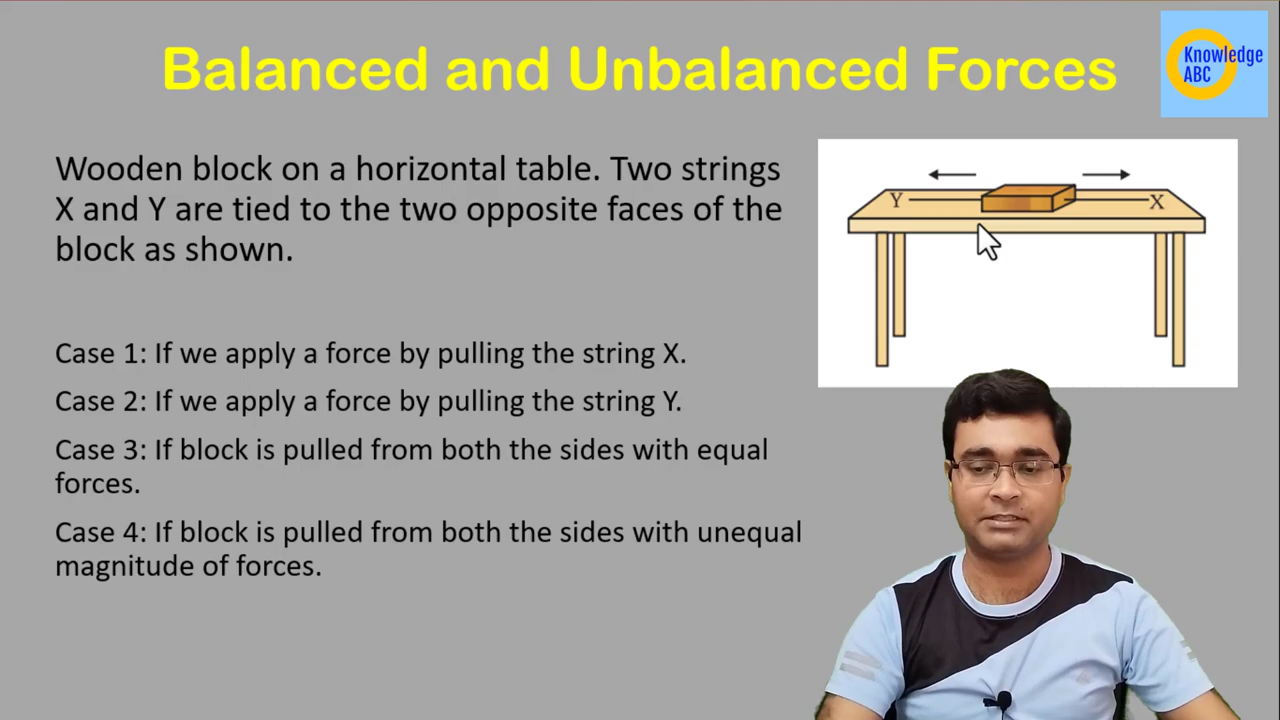 Balanced and Unbalanced Forces
Knowledge
ABC
Wooden block on a horizontal table. Two strings
X and Y are tied to the two opposite faces of the
block as shown.
Y
X
Case 1: If we apply a force by pulling the string X.
Case 2: If we apply a force by pulling the string Y.
Case 3: If block is pulled from both the sides with equal
forces.
Case 4: If block is pulled from both the sides with unequal
magnitude of forces.